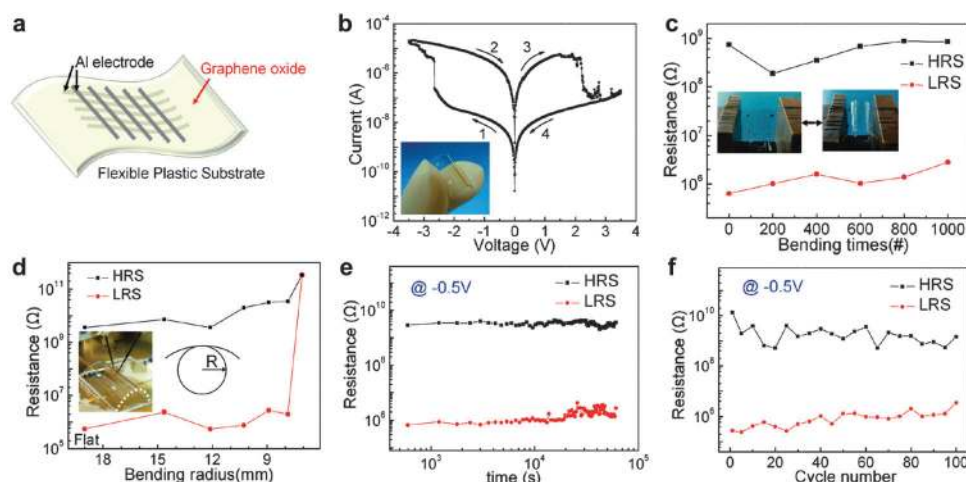 a
Al electrode
Graphene oxide
Flexible Plastic Substrate
b
Current (A)
10⁻⁴
10⁻⁶
10⁻⁸
10⁻¹⁰
10⁻¹²
2
3
1
4
-4 -3 -2 -1 0 1 2 3 4
Voltage (V)
c
Resistance (Ω)
10⁹
10⁸
10⁷
10⁶
HRS
LRS
0 200 400 600 800 1000
Bending times(#)
d
Resistance (Ω)
10¹¹
10⁹
10⁷
10⁶
10⁵
HRS
LRS
R
Flat
18 15 12 9
Bending radius(mm)
e
@ -0.5V
HRS
LRS
Resistance (Ω)
10¹⁰
10⁸
10⁶
10³ 10⁴ 10⁵
time (s)
f
@ -0.5V
HRS
LRS
Resistance (Ω)
10¹⁰
10⁸
10⁶
0 20 40 60 80 100
Cycle number